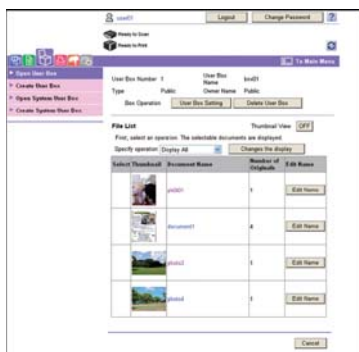 user01
Logout
Change Password
?
Ready to Scan
Ready to Print
To Main Menu
Open User Box
Create User Box
Open System User Box
Create System User Box
User Box Number 1
User Box Name box01
Type Public
Owner Name Public
Box Operation
User Box Setting
Delete User Box
File List
Thumbnail View OFF
First, select an operation. The selectable documents are displayed.
Specify operation Display All
Changes the display
Select Thumbnail Document Name Number of Originals Edit Name
1 Edit Name
document1 4 Edit Name
photo3 1 Edit Name
1 Edit Name
Cancel